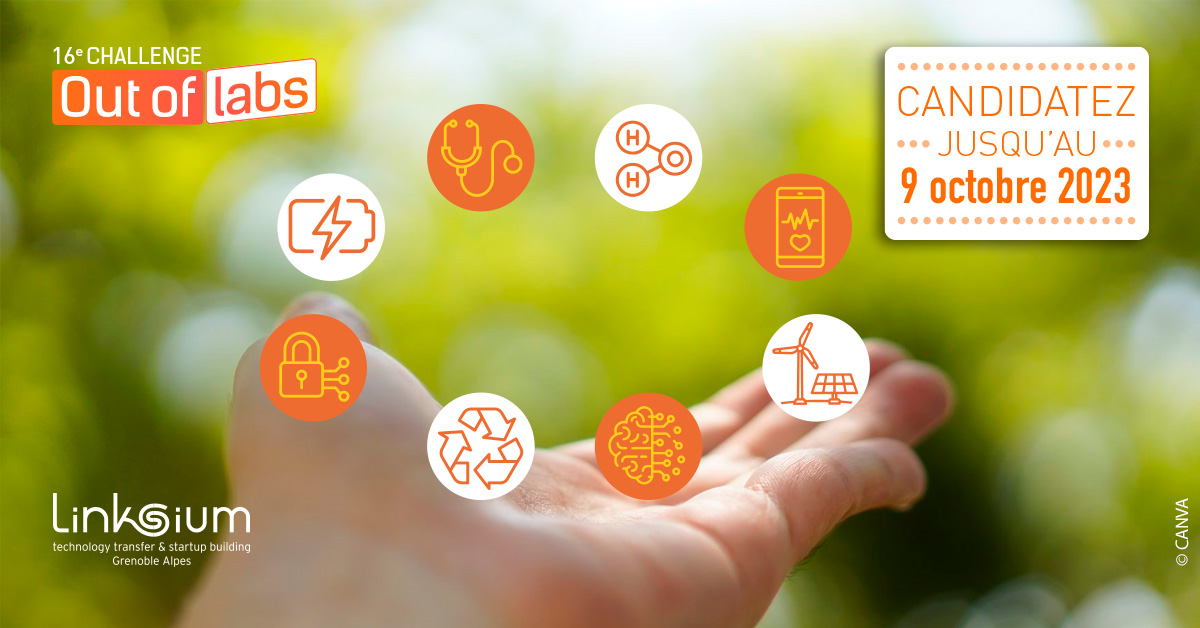 16e CHALLENGE
Out of labs
CANDIDATEZ
JUSQU'AU
9 octobre 2023
H
H
Linksium
technology transfer & startup building
Grenoble Alpes
© CANVA